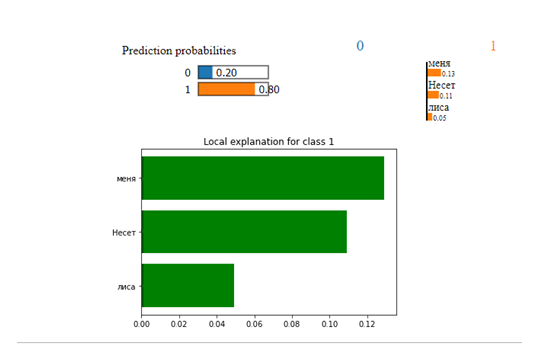 Prediction probabilities
0 0.20
1 0.80
0 1
меня
0.13
Несет
0.11
лиса
0.05
Local explanation for class 1
меня
Несет
лиса
0.00 0.02 0.04 0.06 0.08 0.10 0.12